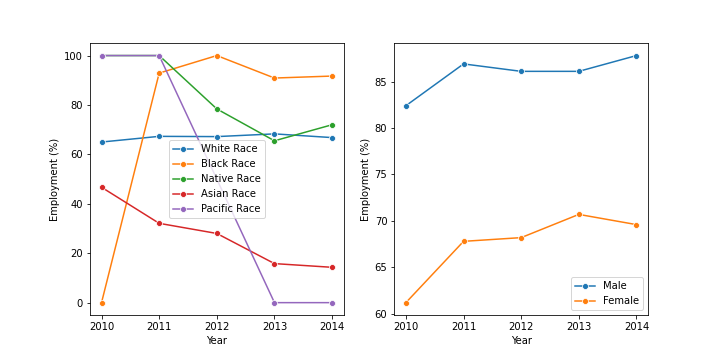 100
80
60
40
20
0
Employment (%)
2010 2011 2012 2013 2014
Year
White Race
Black Race
Native Race
Asian Race
Pacific Race
85
80
75
70
65
60
Employment (%)
2010 2011 2012 2013 2014
Year
Male
Female